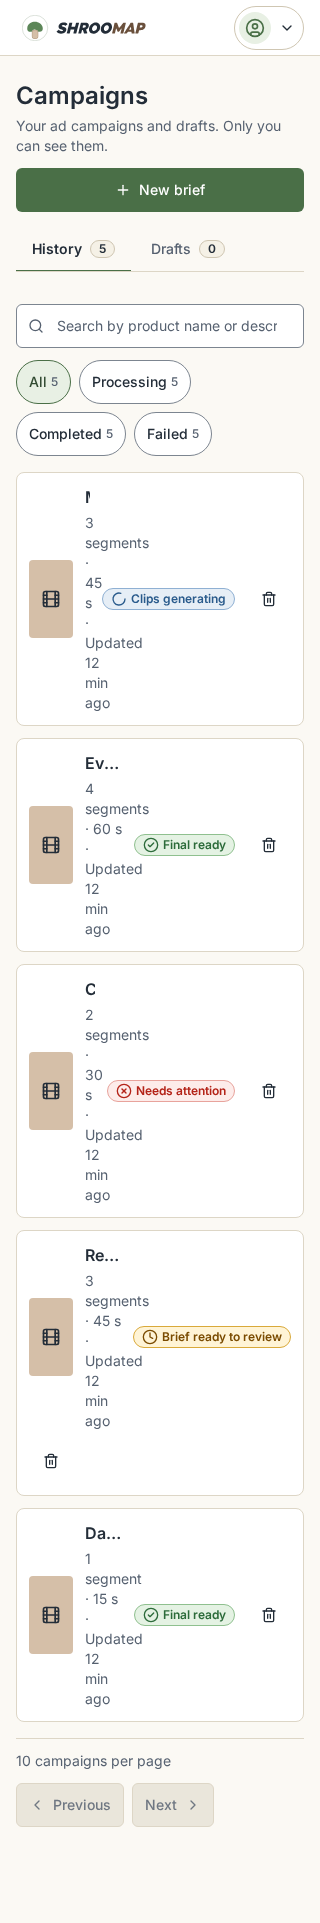 SHROOMAP
Campaigns
Your ad campaigns and drafts. Only you
can see them.
New brief
History 5
Drafts 0
Search by product name or descr
All 5
Processing 5
Completed 5
Failed 5
3
segments
·
45
s
·
Updated
12
min
ago
Clips generating
Ev…
4
segments
· 60 s
·
Updated
12
min
ago
Final ready
2
segments
·
30
s
·
Updated
12
min
ago
Needs attention
Re…
3
segments
· 45 s
·
Updated
12
min
ago
Brief ready to review
Da…
1
segment
· 15 s
·
Updated
12
min
ago
Final ready
10 campaigns per page
Previous
Next